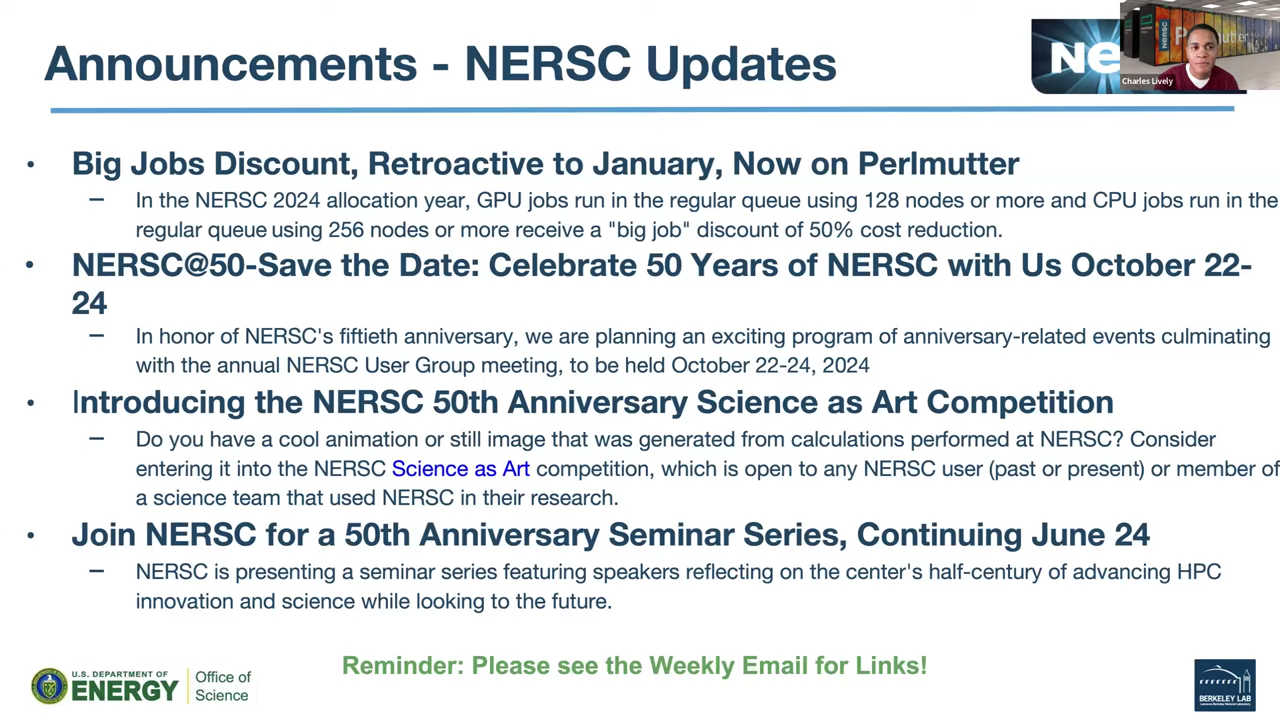 Announcements - NERSC Updates
Ne
NERSC
Charles Lively
• Big Jobs Discount, Retroactive to January, Now on Perlmutter
– In the NERSC 2024 allocation year, GPU jobs run in the regular queue using 128 nodes or more and CPU jobs run in the
regular queue using 256 nodes or more receive a "big job" discount of 50% cost reduction.
• NERSC@50-Save the Date: Celebrate 50 Years of NERSC with Us October 22-
24
– In honor of NERSC's fiftieth anniversary, we are planning an exciting program of anniversary-related events culminating
with the annual NERSC User Group meeting, to be held October 22-24, 2024
• Introducing the NERSC 50th Anniversary Science as Art Competition
– Do you have a cool animation or still image that was generated from calculations performed at NERSC? Consider
entering it into the NERSC Science as Art competition, which is open to any NERSC user (past or present) or member of
a science team that used NERSC in their research.
• Join NERSC for a 50th Anniversary Seminar Series, Continuing June 24
– NERSC is presenting a seminar series featuring speakers reflecting on the center's half-century of advancing HPC
innovation and science while looking to the future.
Reminder: Please see the Weekly Email for Links!
U.S. DEPARTMENT OF
ENERGY
Office of
Science
BERKELEY LAB
Lawrence Berkeley National Laboratory